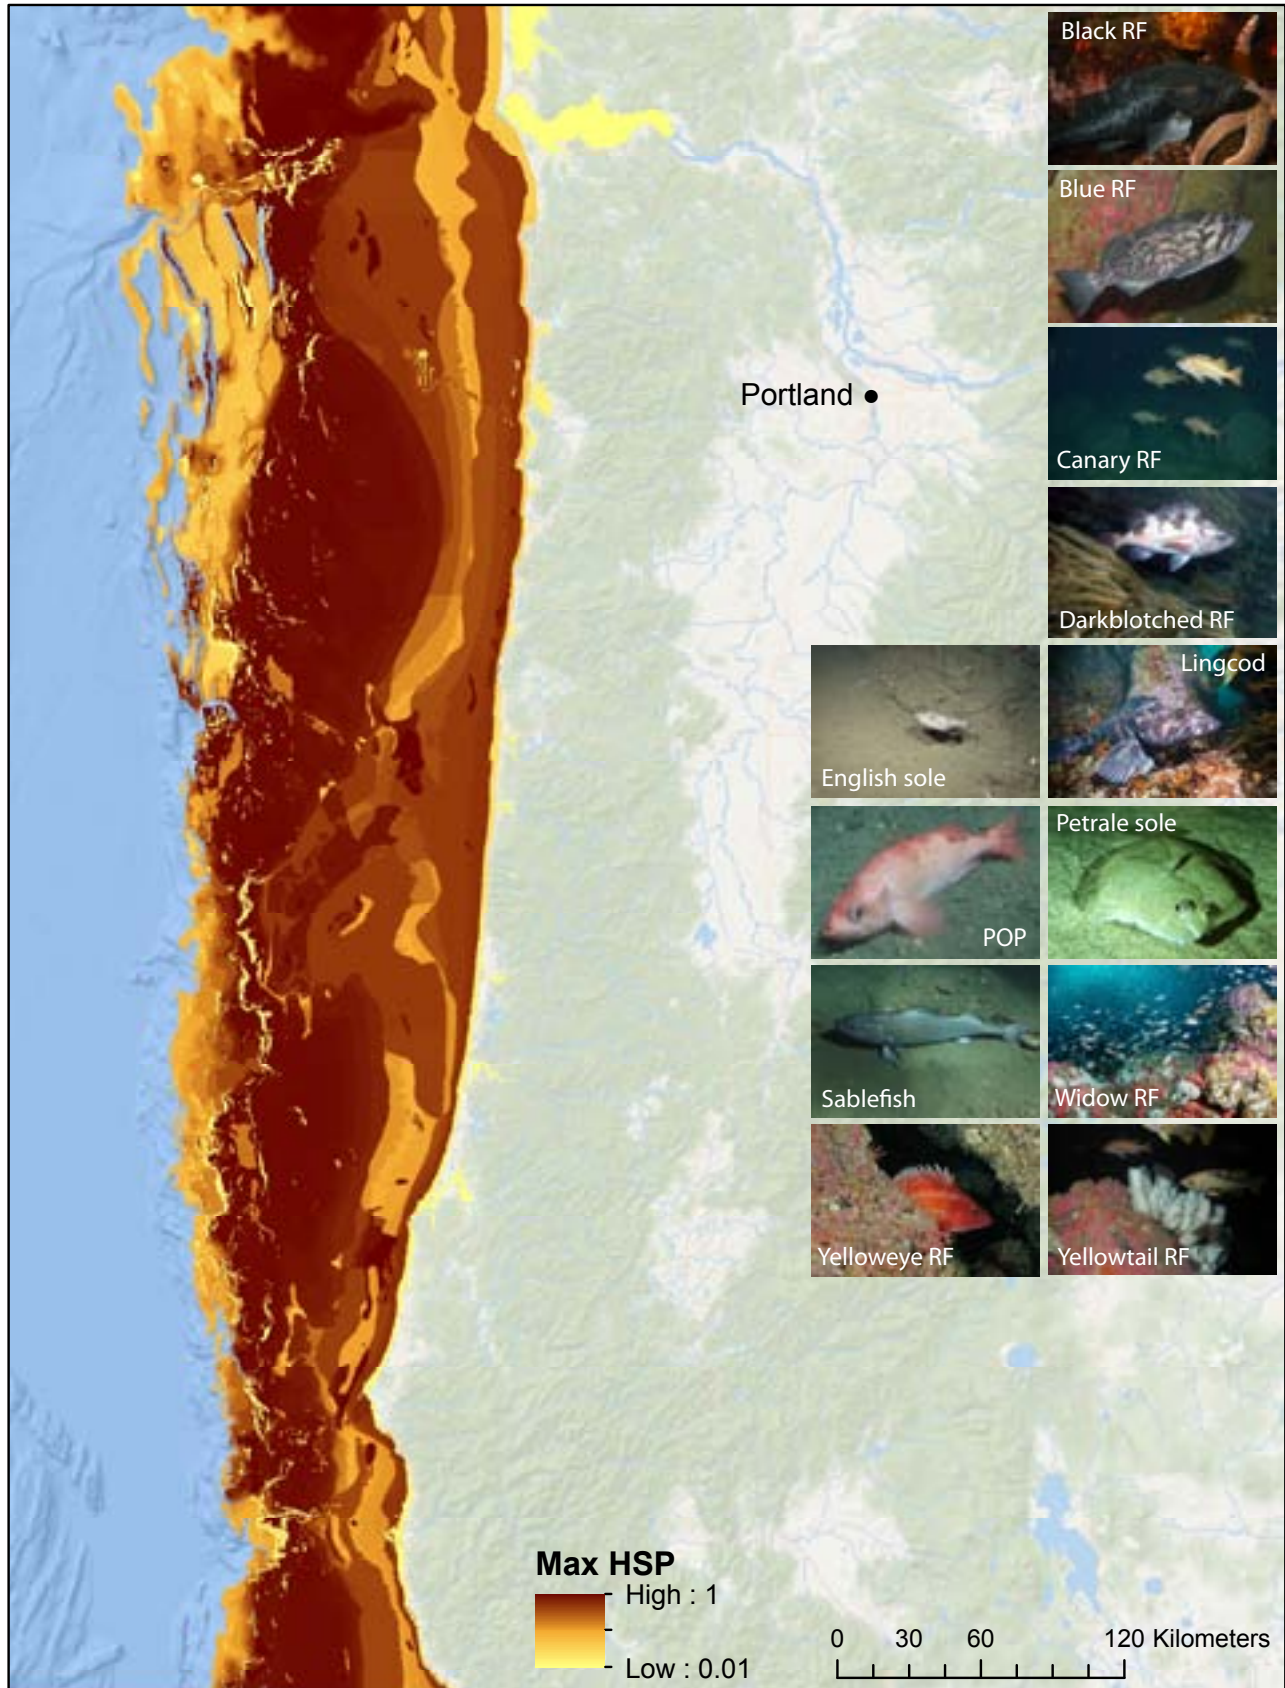 Black RF
Blue RF
Portland
Canary RF
Darkblotched RF
English sole
Lingcod
POP
Petrale sole
Sablefish
Widow RF
Yelloweye RF
Yellowtail RF
Max HSP
High : 1
Low : 0.01
0 30 60 120 Kilometers